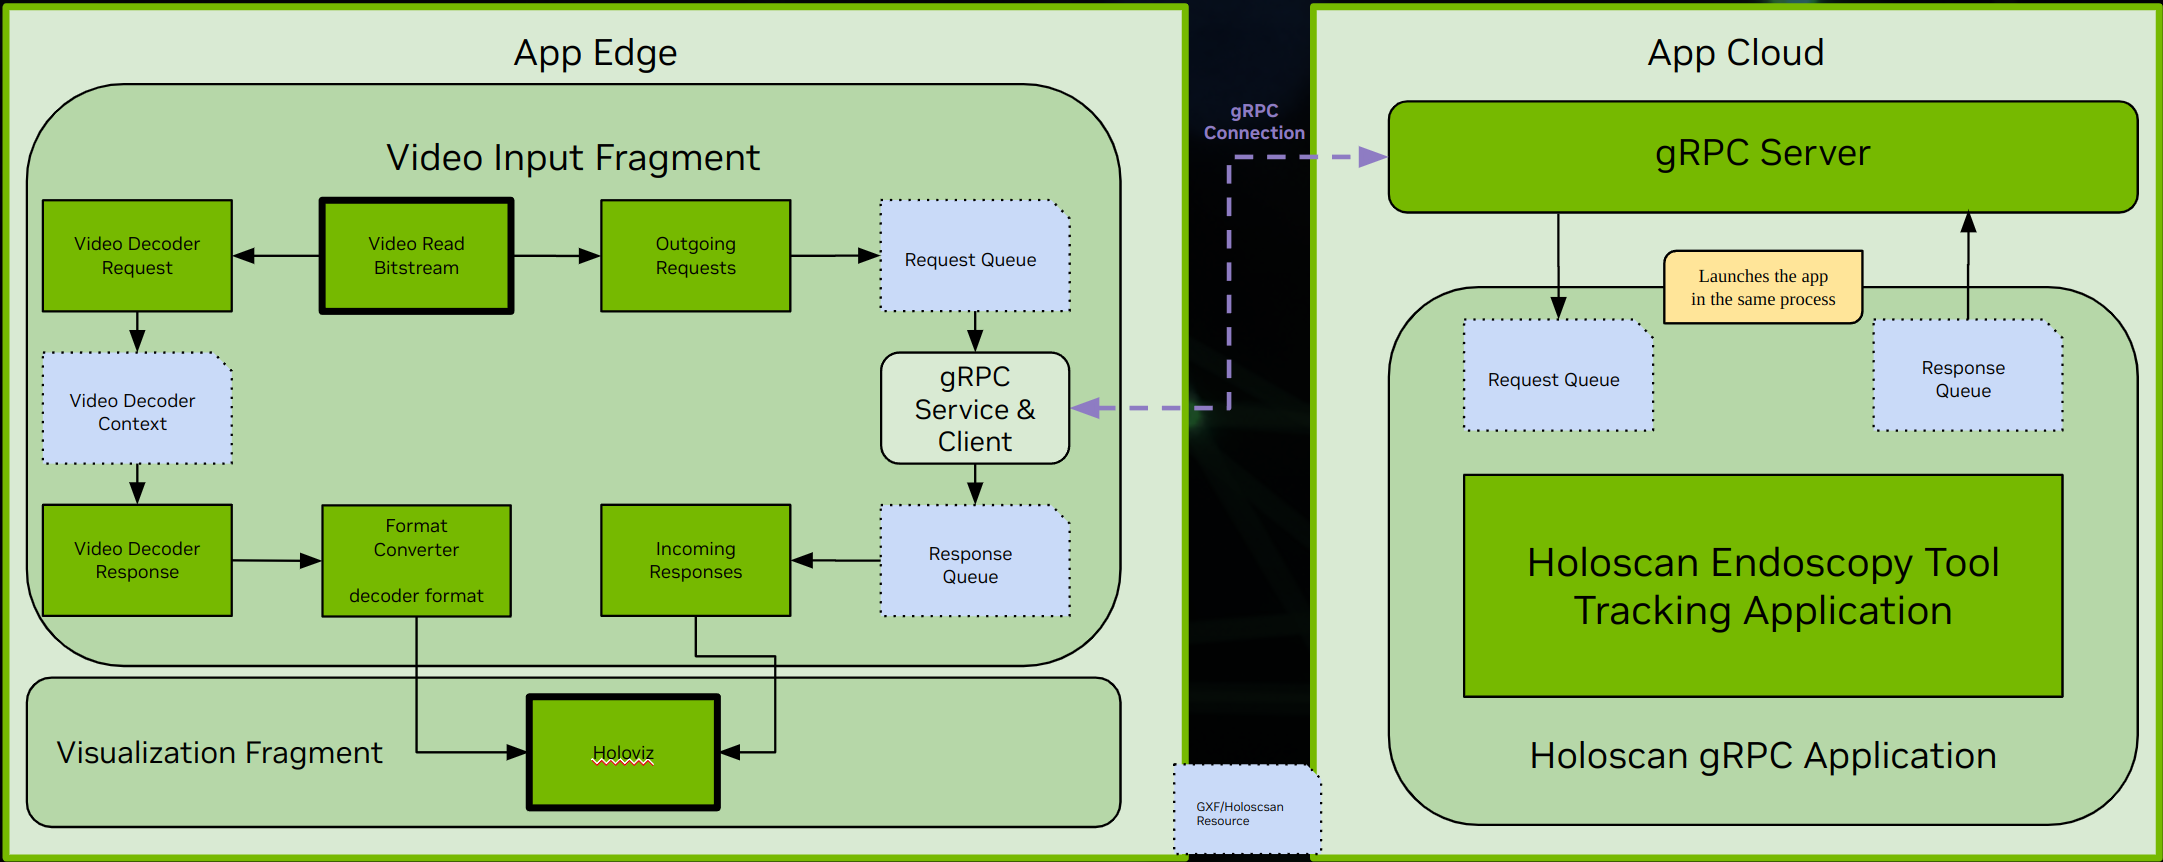 App Edge
Video Input Fragment
Video Decoder
Request
Video Read
Bitstream
Outgoing
Requests
Request Queue
Video Decoder
Context
gRPC
Service &
Client
Video Decoder
Response
Format
Converter
decoder format
Incoming
Responses
Response
Queue
Visualization Fragment
Holoviz
gRPC
Connection
GXF/Holoscsan
Resource
App Cloud
gRPC Server
Launches the app
in the same process
Request Queue
Response
Queue
Holoscan Endoscopy Tool
Tracking Application
Holoscan gRPC Application